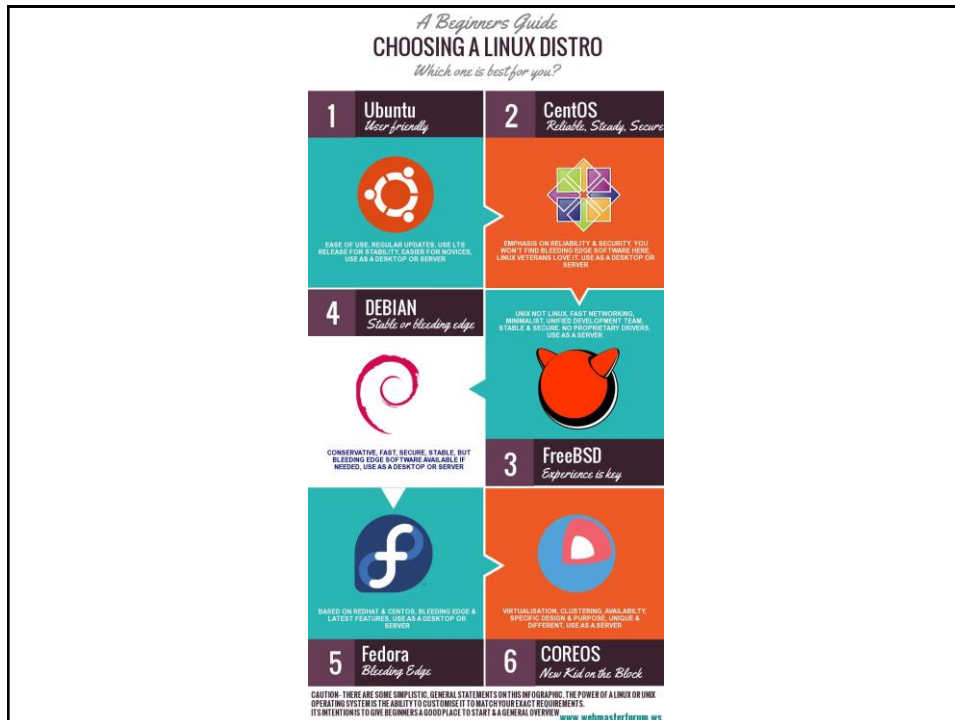 A Beginners Guide
CHOOSING A LINUX DISTRO
Which one is best for you?
1 Ubuntu
User friendly
EASE OF USE, REGULAR UPDATES, USE LTS
RELEASE FOR STABILITY, EASIER FOR NOVICES,
USE AS A DESKTOP OR SERVER
2 CentOS
Reliable, Steady, Secure
EMPHASIS ON RELIABILITY & SECURITY, YOU
WON'T FIND BLEEDING EDGE SOFTWARE HERE,
LINUX VETERANS LOVE IT. USE AS A DESKTOP OR
SERVER
UNIX NOT LINUX, FAST NETWORKING,
MINIMALIST, UNIFIED DEVELOPMENT TEAM,
STABLE & SECURE, NO PROPRIETARY DRIVERS.
USE AS A SERVER
3 FreeBSD
Experience is key
4 DEBIAN
Stable or bleeding edge
CONSERVATIVE, FAST, SECURE, STABLE, BUT
BLEEDING EDGE SOFTWARE AVAILABLE IF
NEEDED, USE AS A DESKTOP OR SERVER
BASED ON REDHAT & CENTOS, BLEEDING EDGE &
LATEST FEATURES, USE AS A DESKTOP OR
SERVER
5 Fedora
Bleeding Edge
VIRTUALISATION, CLUSTERING, AVAILABILTY,
SPECIFIC DESIGN & PURPOSE, UNIQUE &
DIFFERENT, USE AS A SERVER
6 COREOS
New Kid on the Block
CAUTION- THERE ARE SOME SIMPLISTIC, GENERAL STATEMENTS ON THIS INFOGRAPHIC. THE POWER OF A LINUX OR UNIX
OPERATING SYSTEM IS THE ABILITY TO CUSTOMISE IT TO MATCH YOUR EXACT REQUIREMENTS.
ITS INTENTION IS TO GIVE BEGINNERS A GOOD PLACE TO START & A GENERAL OVERVIEW
www.webmasterforum.ws